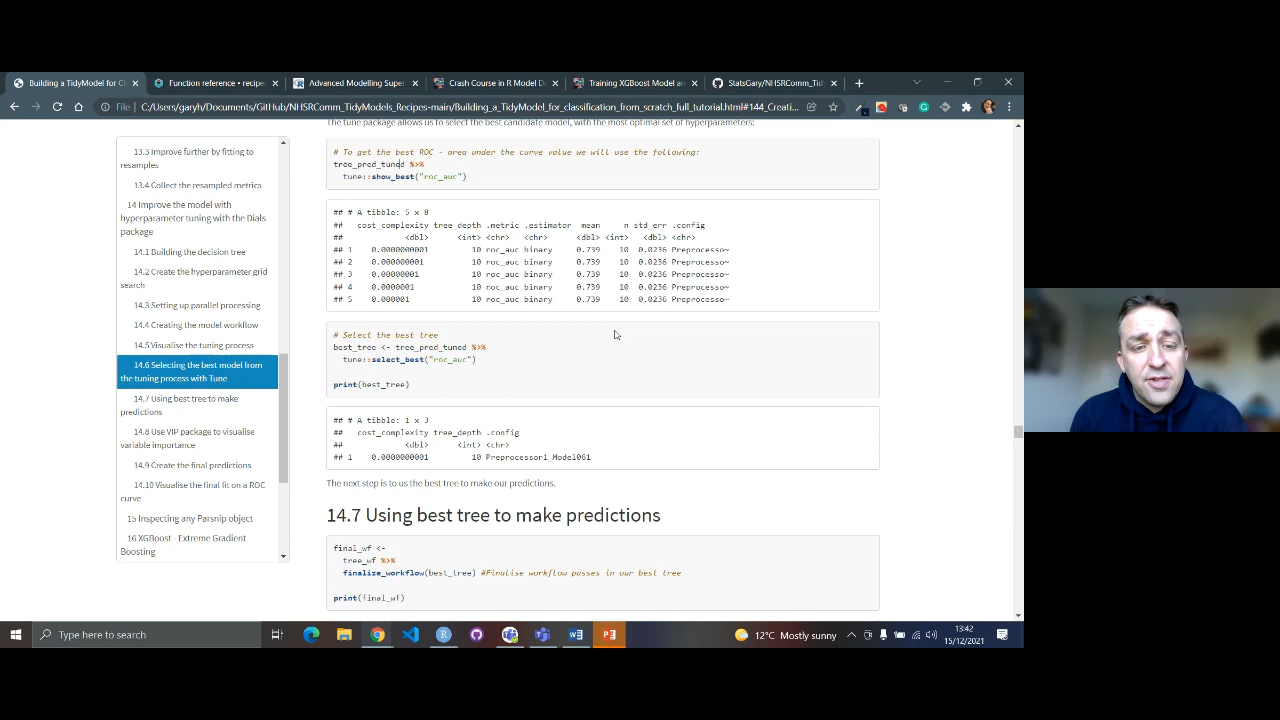 Building a TidyModel for Cl
Function reference • recipe
Advanced Modelling Super
Crash Course in R Model D
Training XGBoost Model an
StatsGary/NHSRComm_Tidy
File
C:/Users/garyh/Documents/GitHub/NHSRComm_TidyModels_Recipes-main/Building_a_TidyModel_for_classification_from_scratch_full_tutorial.html#144_Creati...
13.3 Improve further by fitting to
resamples
13.4 Collect the resampled metrics
14 Improve the model with
hyperparameter tuning with the Dials
package
14.1 Building the decision tree
14.2 Create the hyperparameter grid
search
14.3 Setting up parallel processing
14.4 Creating the model workflow
14.5 Visualise the tuning process
14.6 Selecting the best model from
the tuning process with Tune
14.7 Using best tree to make
predictions
14.8 Use VIP package to visualise
variable importance
14.9 Create the final predictions
14.10 Visualise the final fit on a ROC
curve
15 Inspecting any Parsnip object
16 XGBoost - Extreme Gradient
Boosting
The tune package allows us to select the best candidate model, with the most optimal set of hyperparameters:
# To get the best ROC - area under the curve value we will use the following:
tree_pred_tuned %>%
tune::show_best("roc_auc")
## # A tibble: 5 x 8
## cost_complexity tree_depth .metric .estimator mean n std_err .config
## <dbl> <int> <chr> <chr> <dbl> <int> <dbl> <chr>
## 1 0.0000000001 10 roc_auc binary 0.739 10 0.0236 Preprocesso~
## 2 0.000000001 10 roc_auc binary 0.739 10 0.0236 Preprocesso~
## 3 0.00000001 10 roc_auc binary 0.739 10 0.0236 Preprocesso~
## 4 0.0000001 10 roc_auc binary 0.739 10 0.0236 Preprocesso~
## 5 0.000001 10 roc_auc binary 0.739 10 0.0236 Preprocesso~
# Select the best tree
best_tree <- tree_pred_tuned %>%
tune::select_best("roc_auc")
print(best_tree)
## # A tibble: 1 x 3
## cost_complexity tree_depth .config
## <dbl> <int> <chr>
## 1 0.0000000001 10 Preprocessor1_Model061
The next step is to us the best tree to make our predictions.
14.7 Using best tree to make predictions
final_wf <-
tree_wf %>%
finalize_workflow(best_tree) #Finalise workflow passes in our best tree
print(final_wf)
Type here to search
12°C Mostly sunny
13:42
15/12/2021